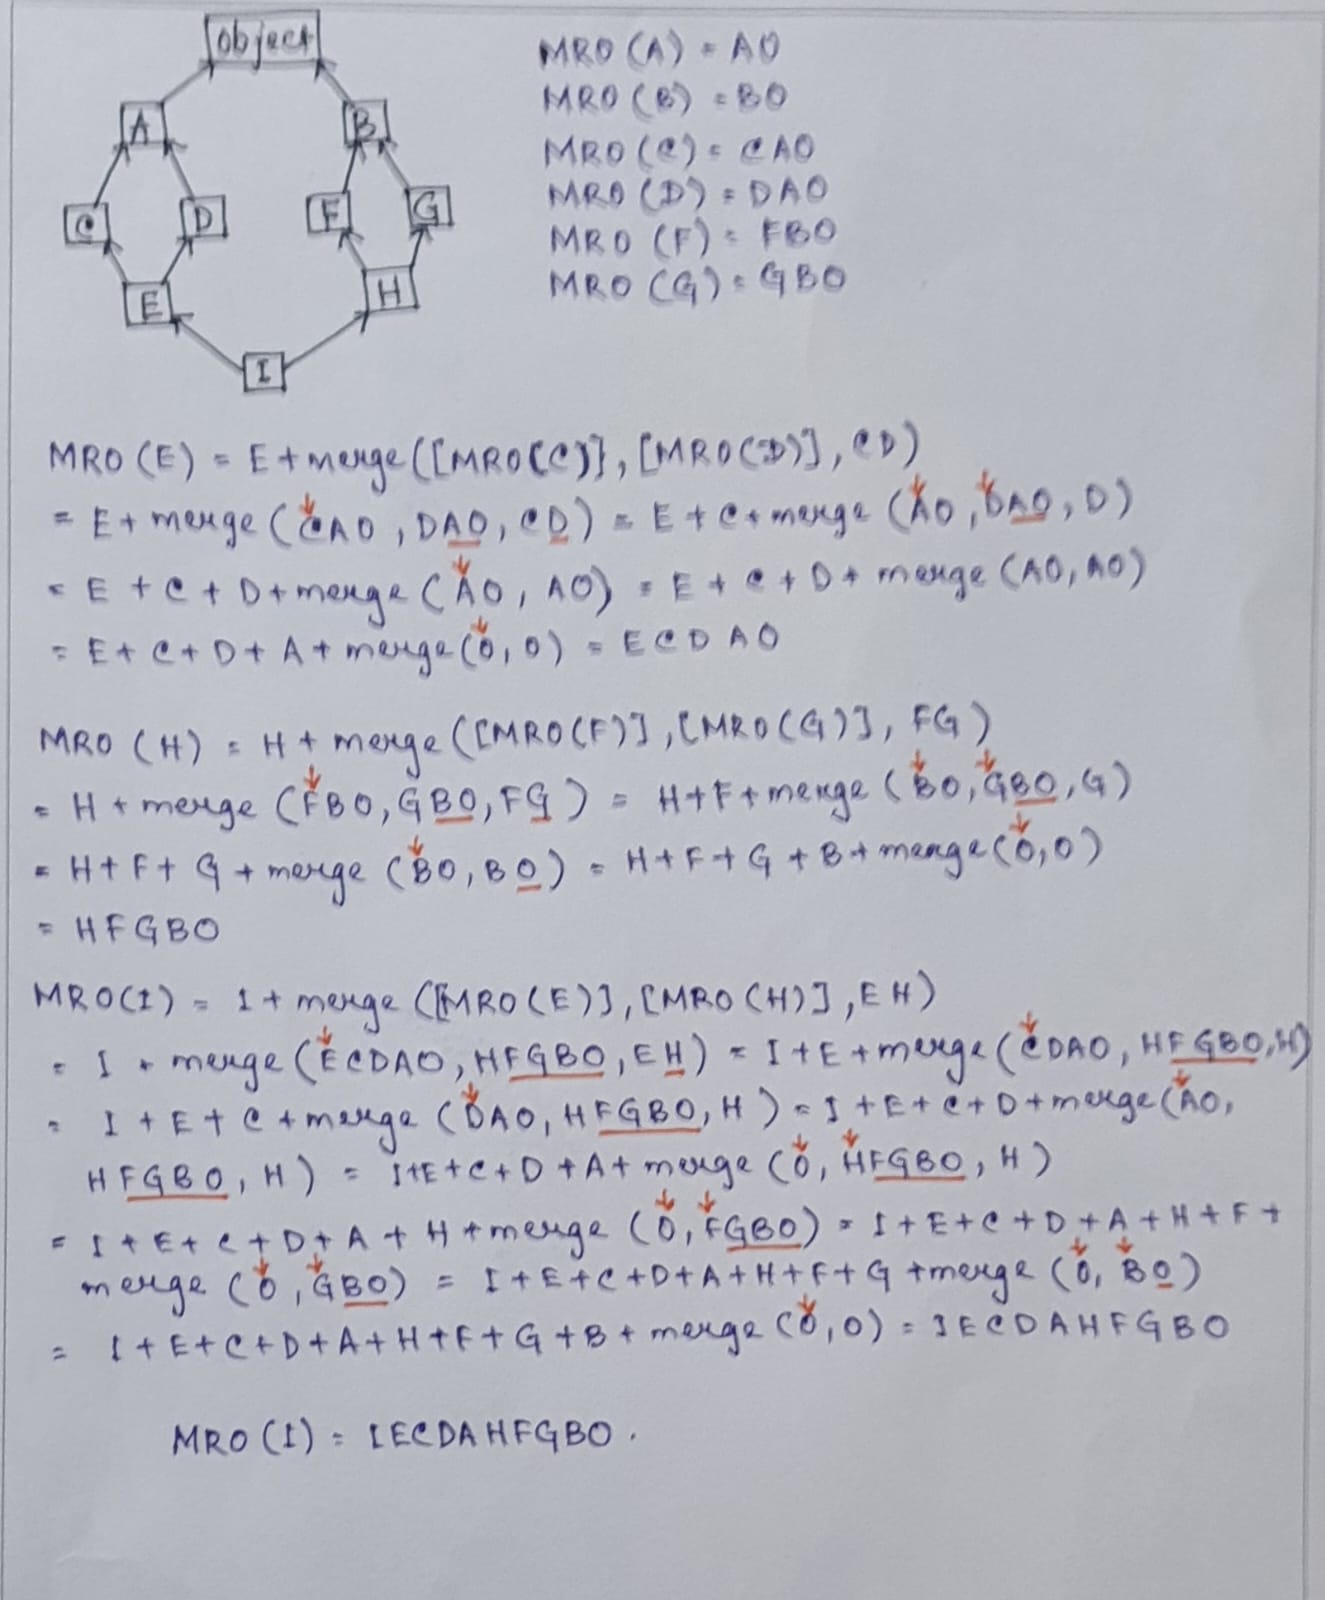 object
A B
C D F G
E H
I
MRO (A) = AO
MRO (B) = BO
MRO (C) = CAO
MRO (D) = DAO
MRO (F) = FBO
MRO (G) = GBO
MRO (E) = E + merge ([MRO(C)], [MRO(D)], CD)
= E + merge (CAO, DAO, CD) = E + C + merge (AO, DAO, D)
= E + C + D + merge (AO, AO) = E + C + D + merge (AO, AO)
= E + C + D + A + merge (O, O) = ECDAO
MRO (H) = H + merge ([MRO(F)], [MRO(G)], FG)
= H + merge (FBO, GBO, FG) = H + F + merge (BO, GBO, G)
= H + F + G + merge (BO, BO) = H + F + G + B + merge (O, O)
= HFGBO
MRO(I) = I + merge ([MRO(E)], [MRO(H)], EH)
= I + merge (ECDAO, HFGBO, EH) = I + E + merge (CDAO, HFGBO, H)
= I + E + C + merge (DAO, HFGBO, H) = I + E + C + D + merge (AO,
HFGBO, H) = I + E + C + D + A + merge (O, HFGBO, H)
= I + E + C + D + A + H + merge (O, FGBO) = I + E + C + D + A + H + F +
merge (O, GBO) = I + E + C + D + A + H + F + G + merge (O, BO)
= I + E + C + D + A + H + F + G + B + merge (O, O) = IECDAHFGBO
MRO (I) = IECDAHFGBO.